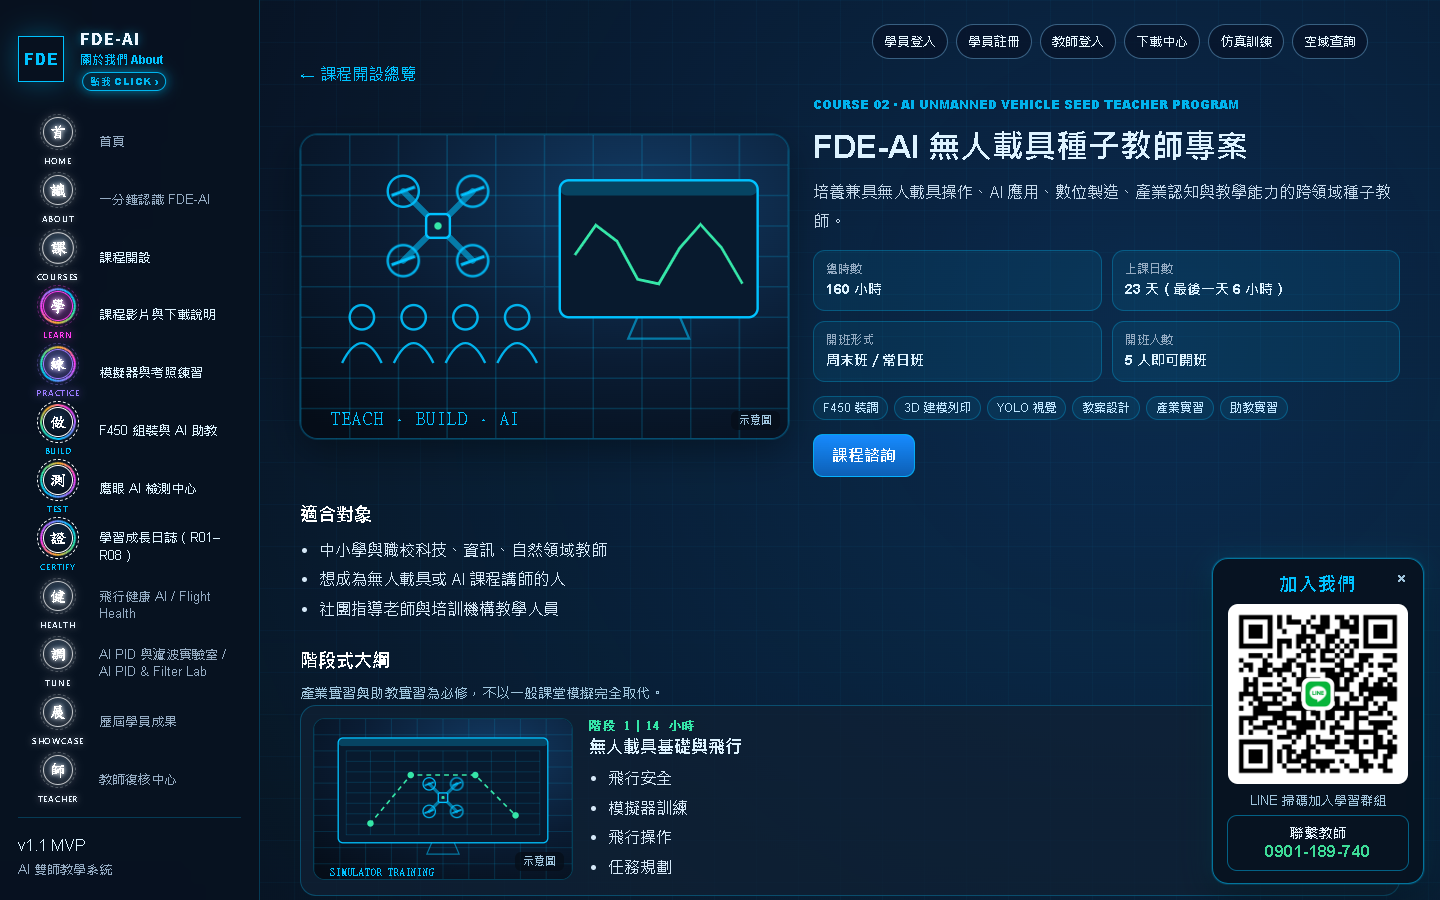 FDE
FDE-AI
關於我們 About
點我 CLICK ›
首
HOME
首頁
識
ABOUT
一分鐘認識 FDE-AI
課
COURSES
課程開設
學
LEARN
課程影片與下載說明
練
PRACTICE
模擬器與考照練習
做
BUILD
F450 組裝與 AI 助教
測
TEST
鷹眼 AI 檢測中心
證
CERTIFY
學習成長日誌（R01–
R08）
健
HEALTH
飛行健康 AI / Flight
Health
調
TUNE
AI PID 與濾波實驗室 /
AI PID & Filter Lab
展
SHOWCASE
歷屆學員成果
師
TEACHER
教師復核中心
v1.1 MVP
AI 雙師教學系統
學員登入
學員註冊
教師登入
下載中心
仿真訓練
空域查詢
← 課程開設總覽
TEACH · BUILD · AI
示意圖
COURSE 02 · AI UNMANNED VEHICLE SEED TEACHER PROGRAM
FDE-AI 無人載具種子教師專案
培養兼具無人載具操作、AI 應用、數位製造、產業認知與教學能力的跨領域種子教
師。
總時數
160 小時
上課日數
23 天（最後一天 6 小時）
開班形式
周末班 / 常日班
開班人數
5 人即可開班
F450 裝調
3D 建模列印
YOLO 視覺
教案設計
產業實習
助教實習
課程諮詢
適合對象
• 中小學與職校科技、資訊、自然領域教師
• 想成為無人載具或 AI 課程講師的人
• 社團指導老師與培訓機構教學人員
階段式大綱
產業實習與助教實習為必修，不以一般課堂模擬完全取代。
SIMULATOR TRAINING
示意圖
階段 1｜14 小時
無人載具基礎與飛行
• 飛行安全
• 模擬器訓練
• 飛行操作
• 任務規劃
加入我們
×
LINE
LINE 掃碼加入學習群組
聯繫教師
0901-189-740